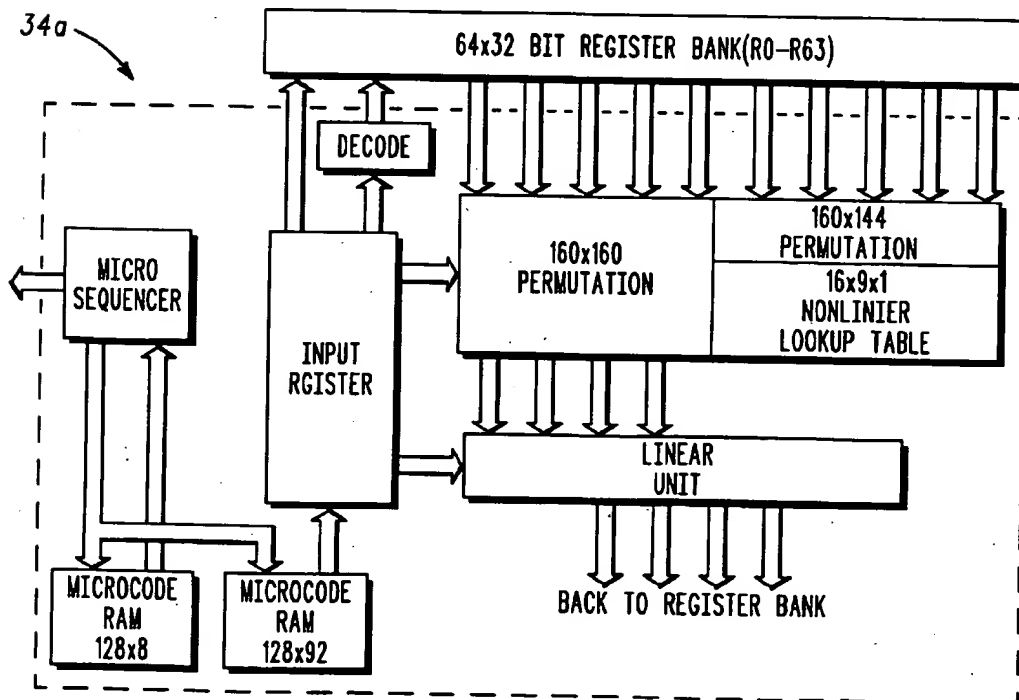 34a
64x32 BIT REGISTER BANK(R0-R63)
DECODE
MICRO
SEQUENCER
INPUT
RGISTER
160x160
PERMUTATION
160x144
PERMUTATION
16x9x1
NONLINIER
LOOKUP TABLE
LINEAR
UNIT
MICROCODE
RAM
128x8
MICROCODE
RAM
128x92
BACK TO REGISTER BANK